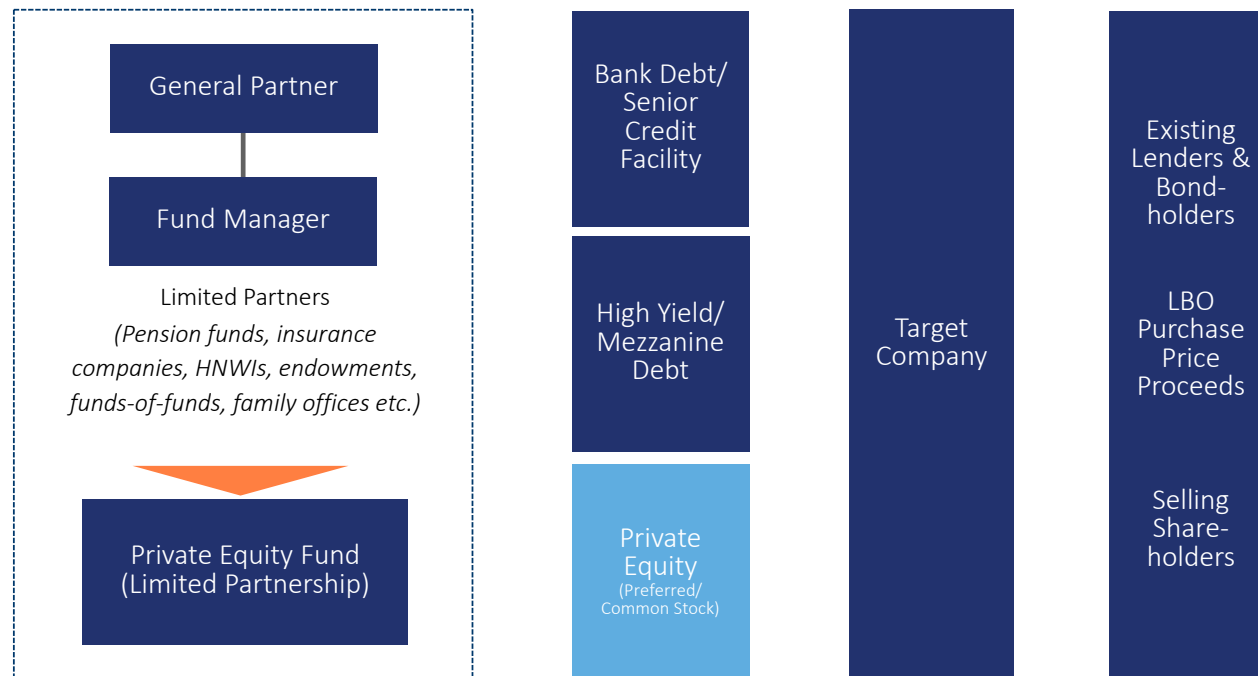 General Partner
Fund Manager
Limited Partners
(Pension funds, insurance
companies, HNWIs, endowments,
funds-of-funds, family offices etc.)
Private Equity Fund
(Limited Partnership)
Bank Debt/
Senior
Credit
Facility
High Yield/
Mezzanine
Debt
Private
Equity
(Preferred/
Common Stock)
Target
Company
Existing
Lenders &
Bond-
holders
LBO
Purchase
Price
Proceeds
Selling
Share-
holders